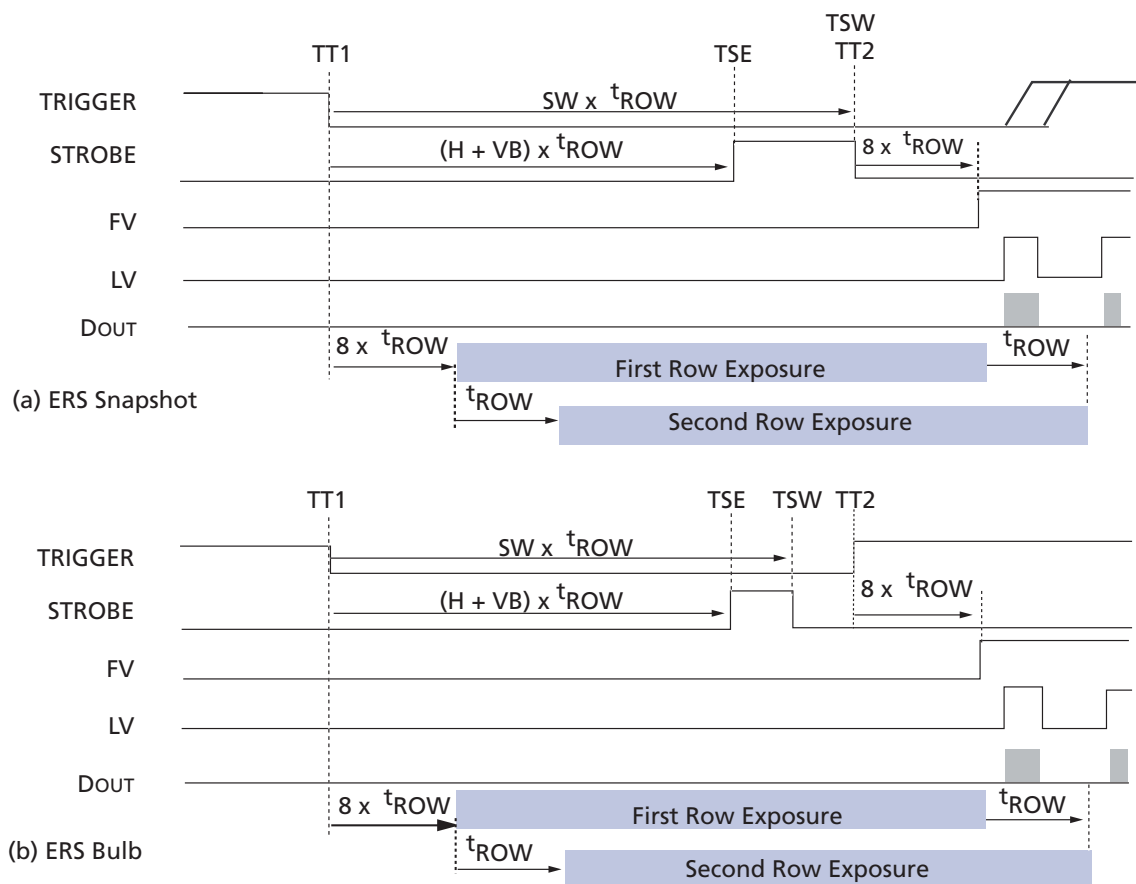 TSW
TT1 TSE TT2
TRIGGER
SW x tROW
STROBE
(H + VB) x tROW
8 x tROW
FV
LV
DOUT
8 x tROW
First Row Exposure
tROW
(a) ERS Snapshot
tROW
Second Row Exposure
TT1 TSE TSW TT2
TRIGGER
SW x tROW
STROBE
(H + VB) x tROW
8 x tROW
FV
LV
DOUT
8 x tROW
First Row Exposure
tROW
(b) ERS Bulb
tROW
Second Row Exposure